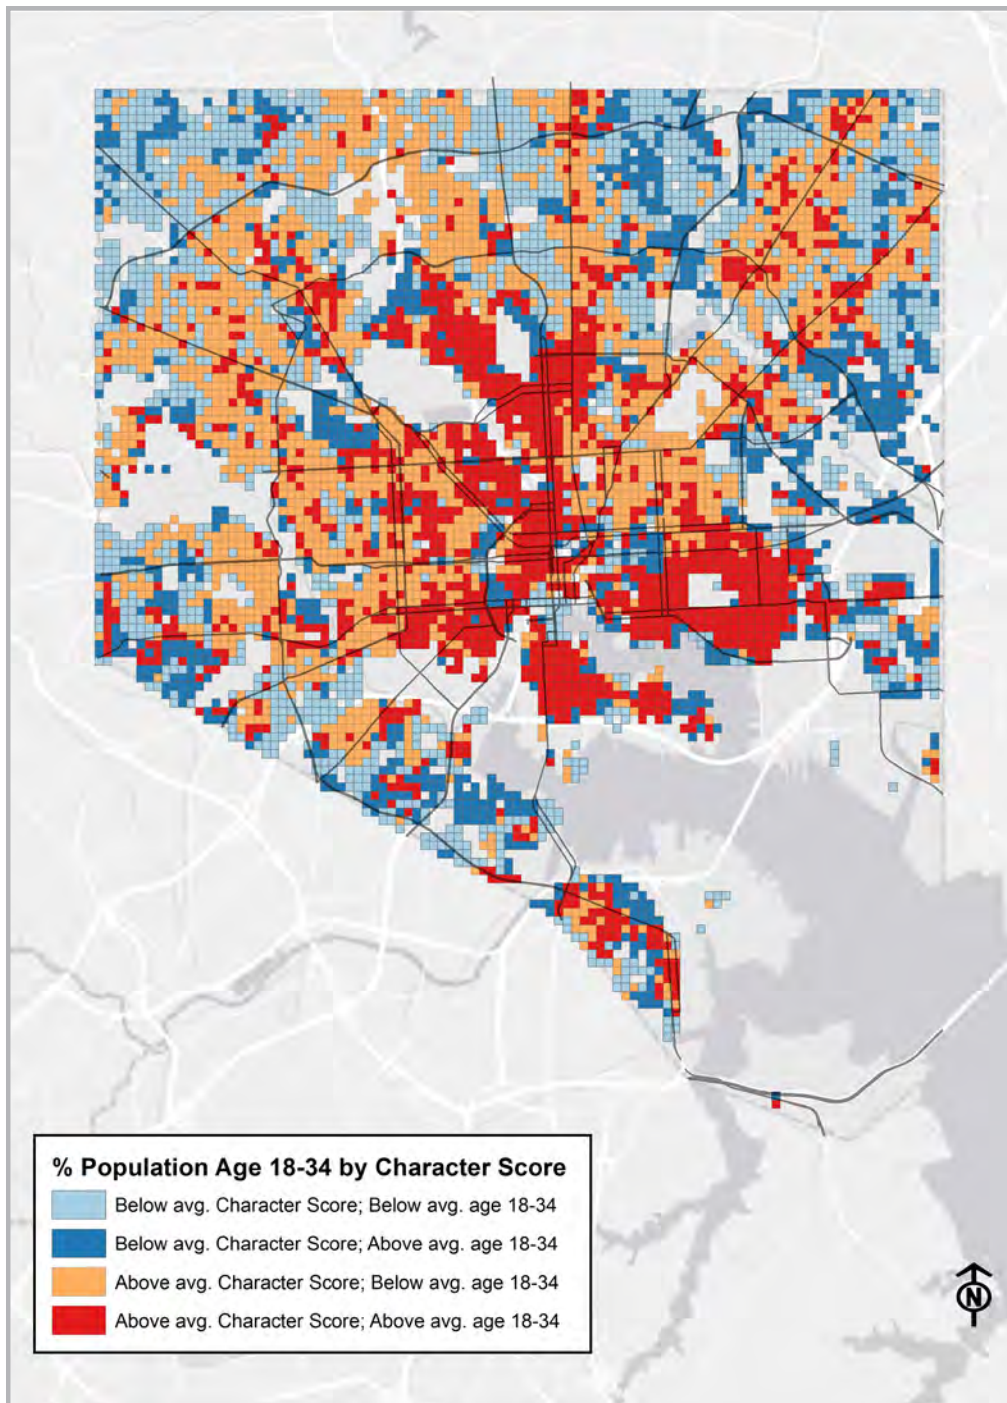 % Population Age 18-34 by Character Score
Below avg. Character Score; Below avg. age 18-34
Below avg. Character Score; Above avg. age 18-34
Above avg. Character Score; Below avg. age 18-34
Above avg. Character Score; Above avg. age 18-34
N